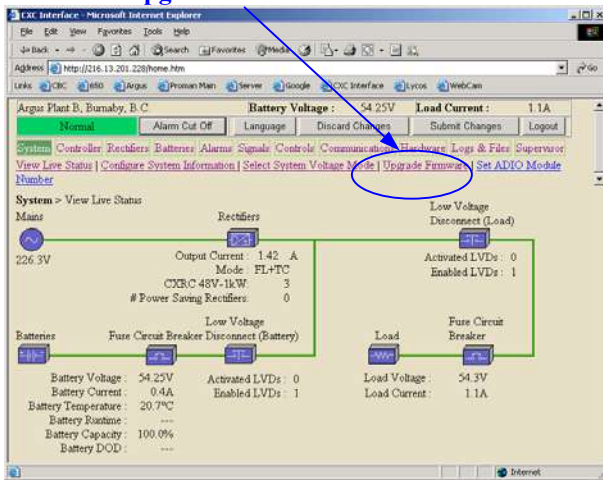 CXC Interface - Microsoft Internet Explorer
File Edit View Favorites Tools Help
Back Search Favorites Media
Address http://216.13.201.228/home.htm Go
Links CBC 650 Argus Proman Man Server Google CXC Interface Lycos WebCam
Argus Plant B, Burnaby, B.C. Battery Voltage : 54.25V Load Current : 1.1A
Normal Alarm Cut Off Language Discard Changes Submit Changes Logout
System Controller Rectifiers Batteries Alarms Signals Controls Communications Hardware Logs & Files Supervisor
View Live Status | Configure System Information | Select System Voltage Mode | Upgrade Firmware | Set ADIO Module
Number
System > View Live Status
Mains Rectifiers Low Voltage
Disconnect (Load)
226.3V Output Current : 1.42 A Activated LVDs : 0
Mode : FL+TC Enabled LVDs : 1
CXRC 48V-1kW: 3
# Power Saving Rectifiers: 0
Low Voltage Fuse Circuit
Batteries Fuse Circuit Breaker Disconnect (Battery) Load Breaker
Battery Voltage : 54.25V Activated LVDs : 0 Load Voltage : 54.3V
Battery Current : 0.4A Enabled LVDs : 1 Load Current : 1.1A
Battery Temperature : 20.7°C
Battery Runtime : ---
Battery Capacity : 100.0%
Battery DOD : ---
Internet